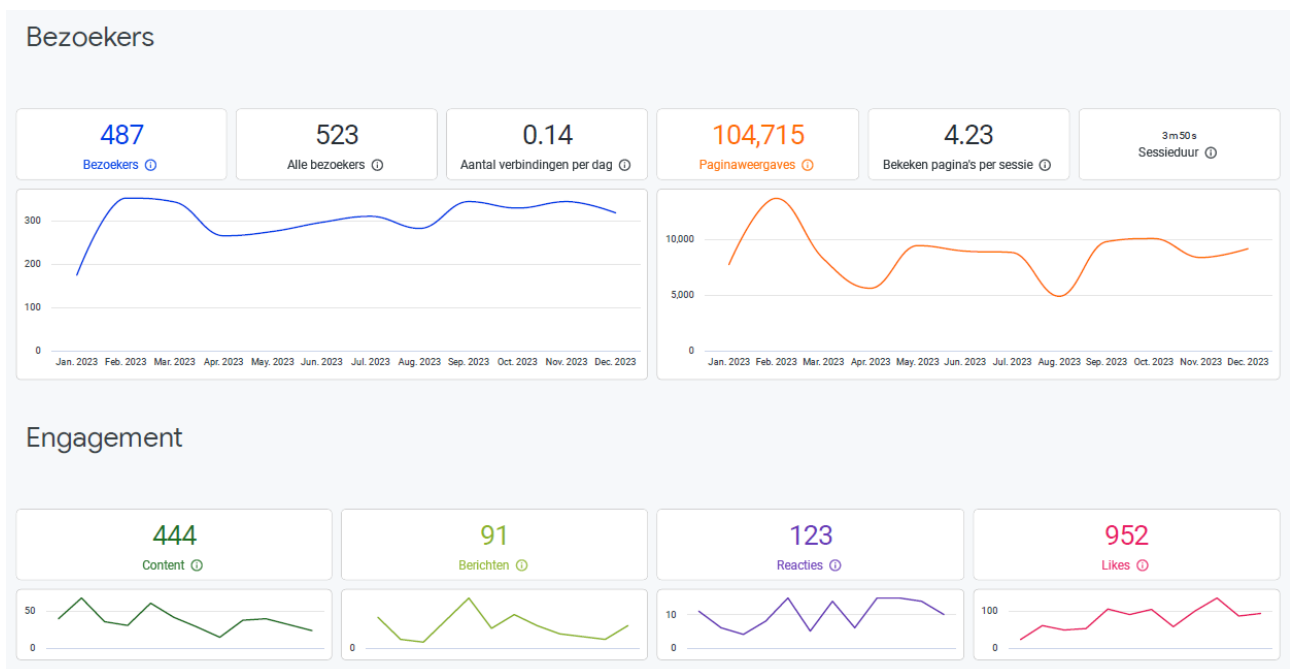 Bezoekers
487
Bezoekers
523
Alle bezoekers
0.14
Aantal verbindingen per dag
104,715
Paginaweergaves
4.23
Bekeken pagina's per sessie
3 m 50 s
Sessieduur
300
200
100
0
Jan. 2023 Feb. 2023 Mar. 2023 Apr. 2023 May. 2023 Jun. 2023 Jul. 2023 Aug. 2023 Sep. 2023 Oct. 2023 Nov. 2023 Dec. 2023
10,000
5,000
0
Jan. 2023 Feb. 2023 Mar. 2023 Apr. 2023 May. 2023 Jun. 2023 Jul. 2023 Aug. 2023 Sep. 2023 Oct. 2023 Nov. 2023 Dec. 2023
Engagement
444
Content
91
Berichten
123
Reacties
952
Likes
50
0
0
10
0
100
0